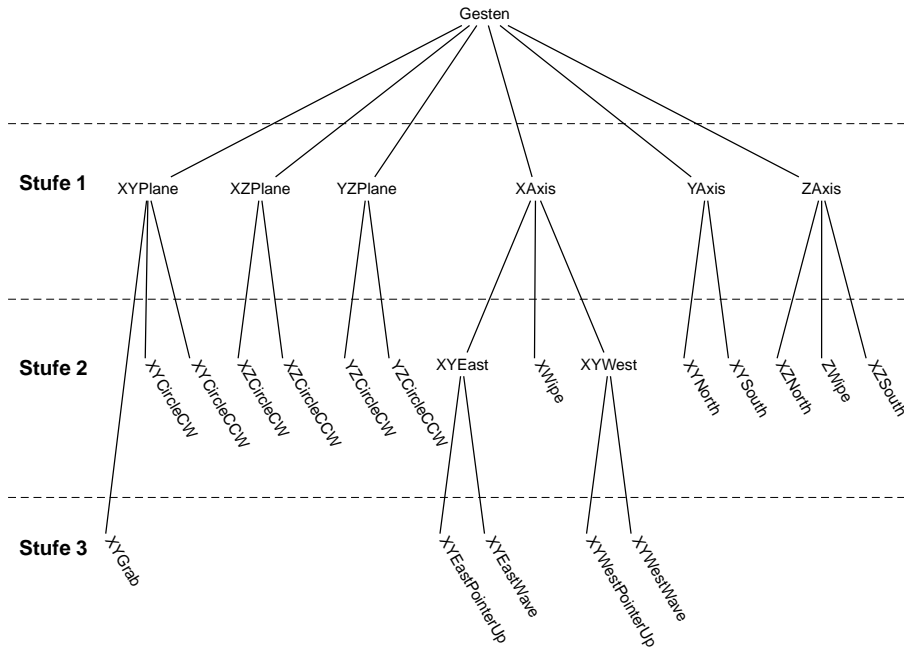 Gesten
Stufe 1
XYPlane
XZPlane
YZPlane
XAxis
YAxis
ZAxis
Stufe 2
XYCircleCW
XYCircleCCW
XZCircleCW
XZCircleCCW
YZCircleCW
YZCircleCCW
XYEast
XWipe
XYWest
XYNorth
XYSouth
XZNorth
ZWipe
XZSouth
Stufe 3
XYGrab
XYEastPointerUp
XYEastWave
XYWestPointerUp
XYWestWave